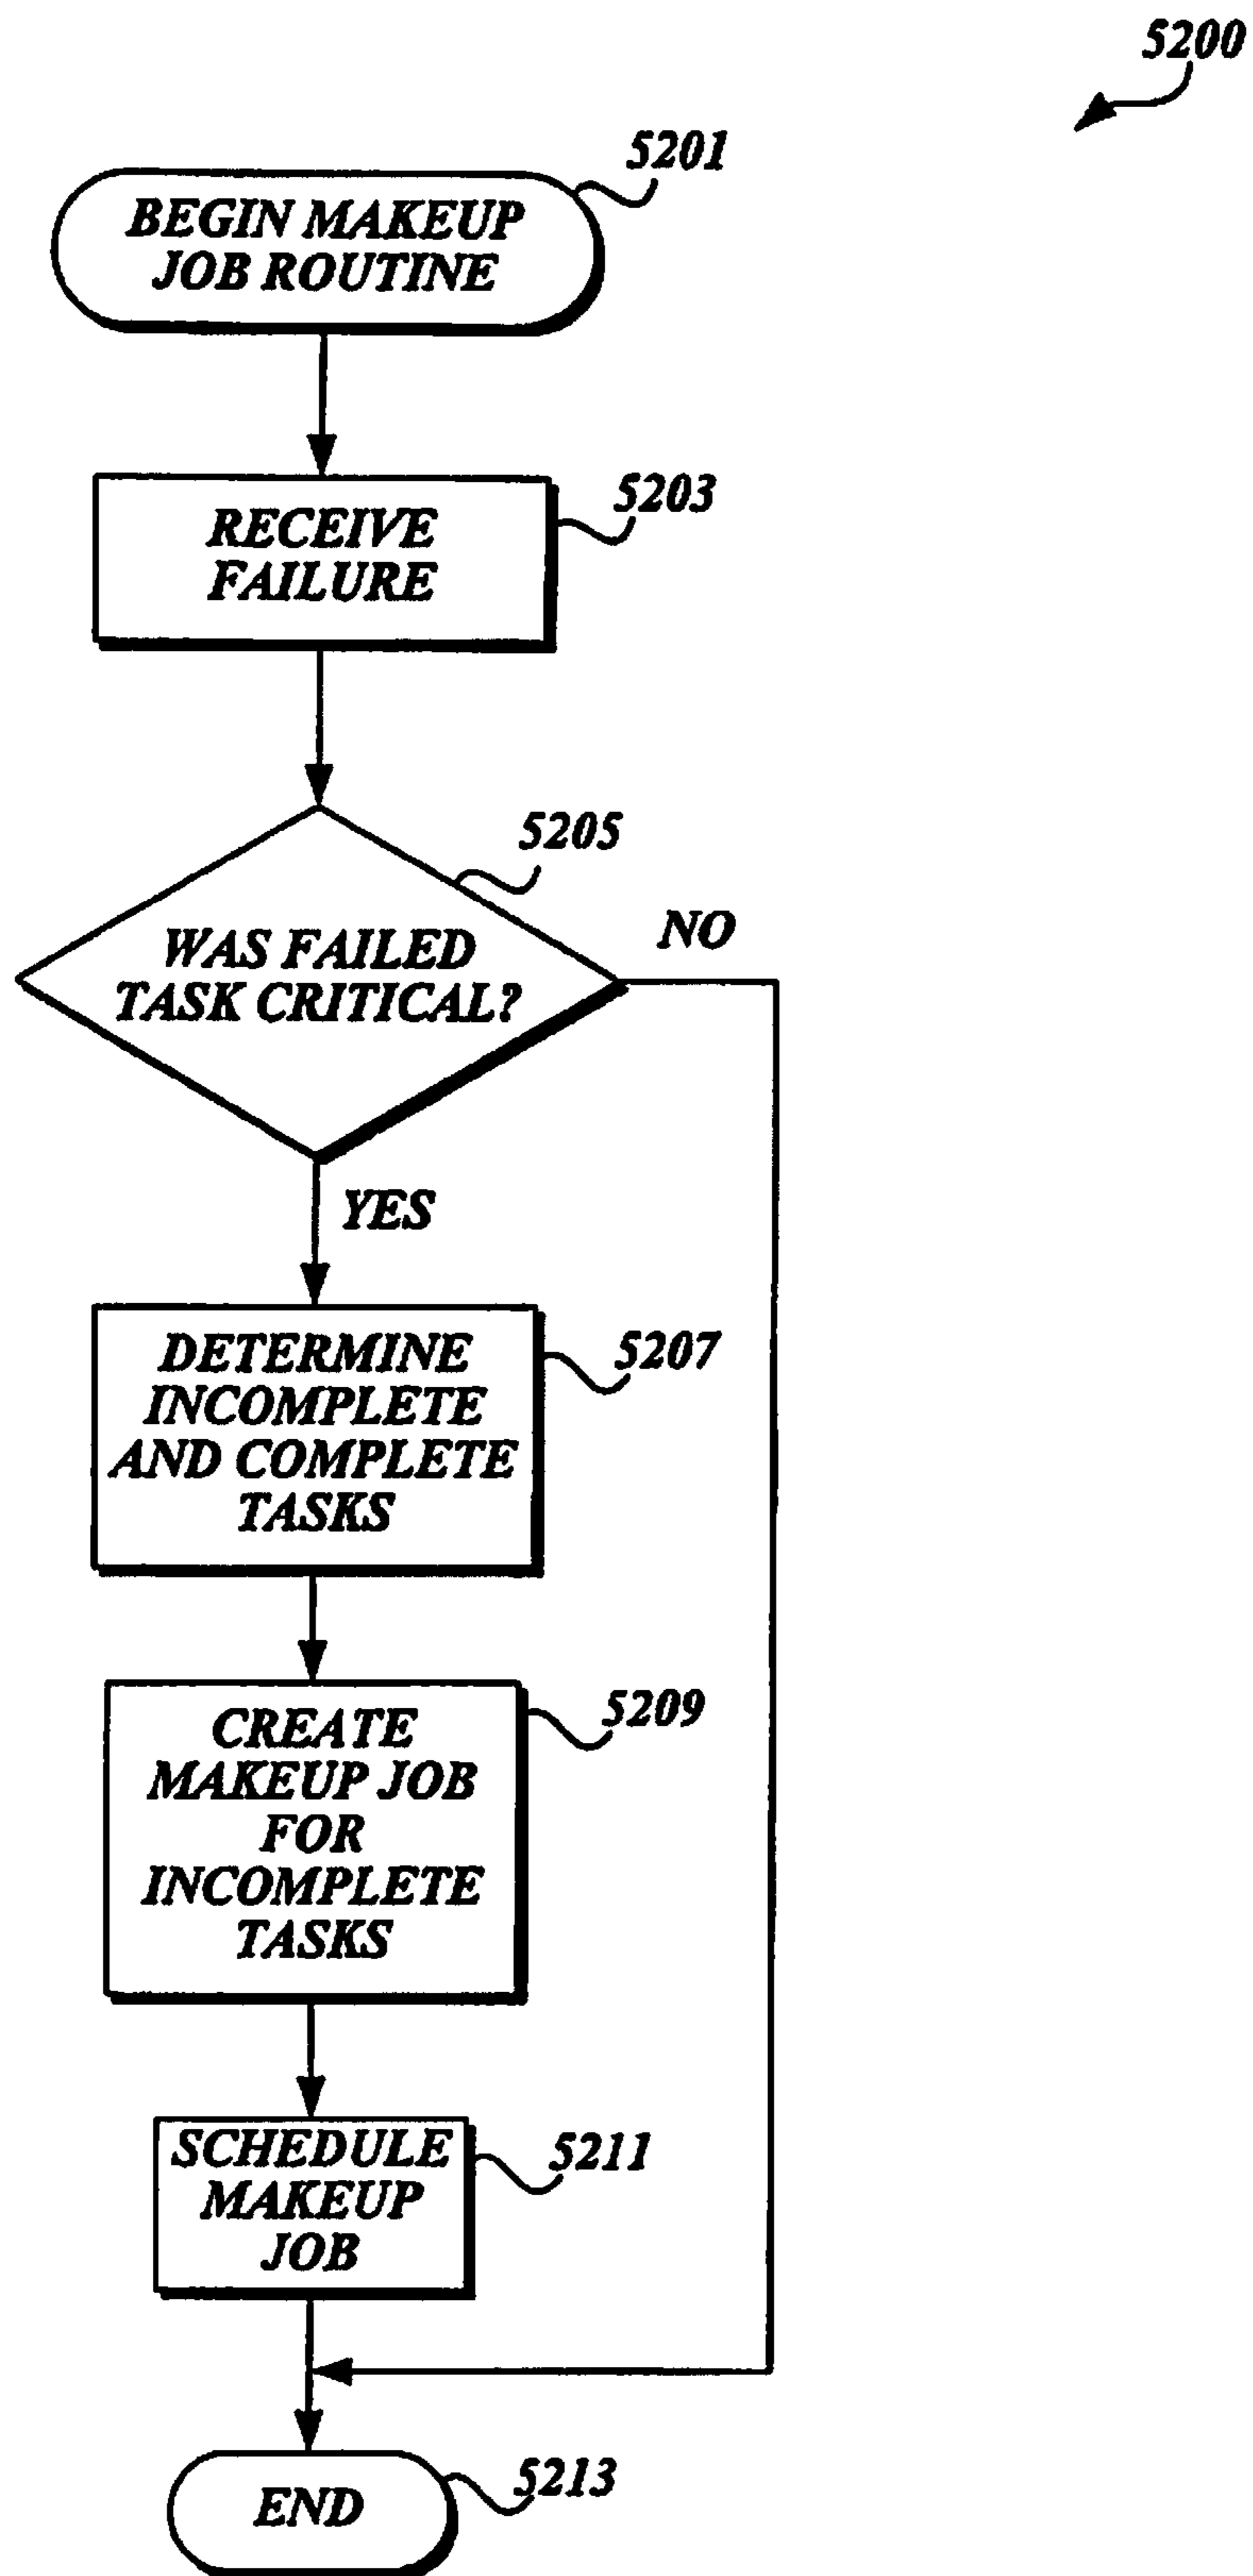 5200
5201
BEGIN MAKEUP
JOB ROUTINE
5203
RECEIVE
FAILURE
5205
NO
WAS FAILED
TASK CRITICAL?
YES
5207
DETERMINE
INCOMPLETE
AND COMPLETE
TASKS
5209
CREATE
MAKEUP JOB
FOR
INCOMPLETE
TASKS
5211
SCHEDULE
MAKEUP
JOB
5213
END